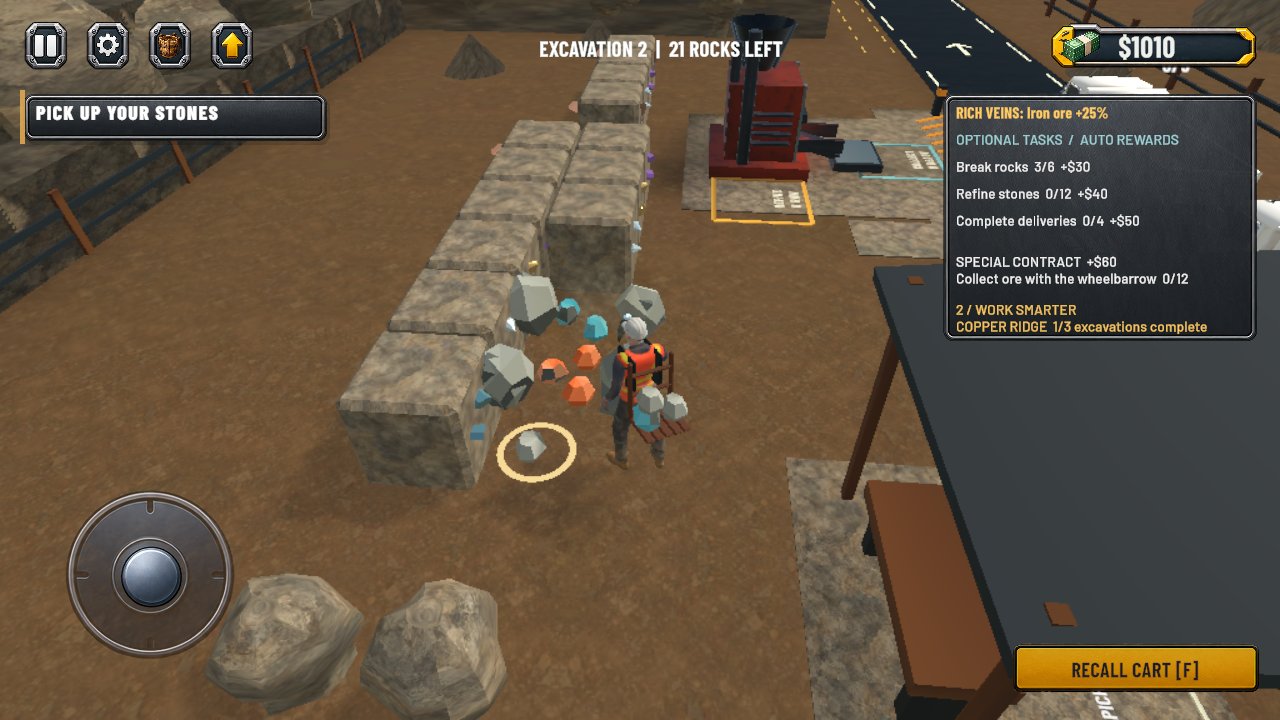 EXCAVATION 2 | 21 ROCKS LEFT
$1010
PICK UP YOUR STONES
RICH VEINS: Iron ore +25%
OPTIONAL TASKS / AUTO REWARDS
Break rocks 3/6 +$30
Refine stones 0/12 +$40
Complete deliveries 0/4 +$50
SPECIAL CONTRACT +$60
Collect ore with the wheelbarrow 0/12
2 / WORK SMARTER
COPPER RIDGE 1/3 excavations complete
RECALL CART [F]